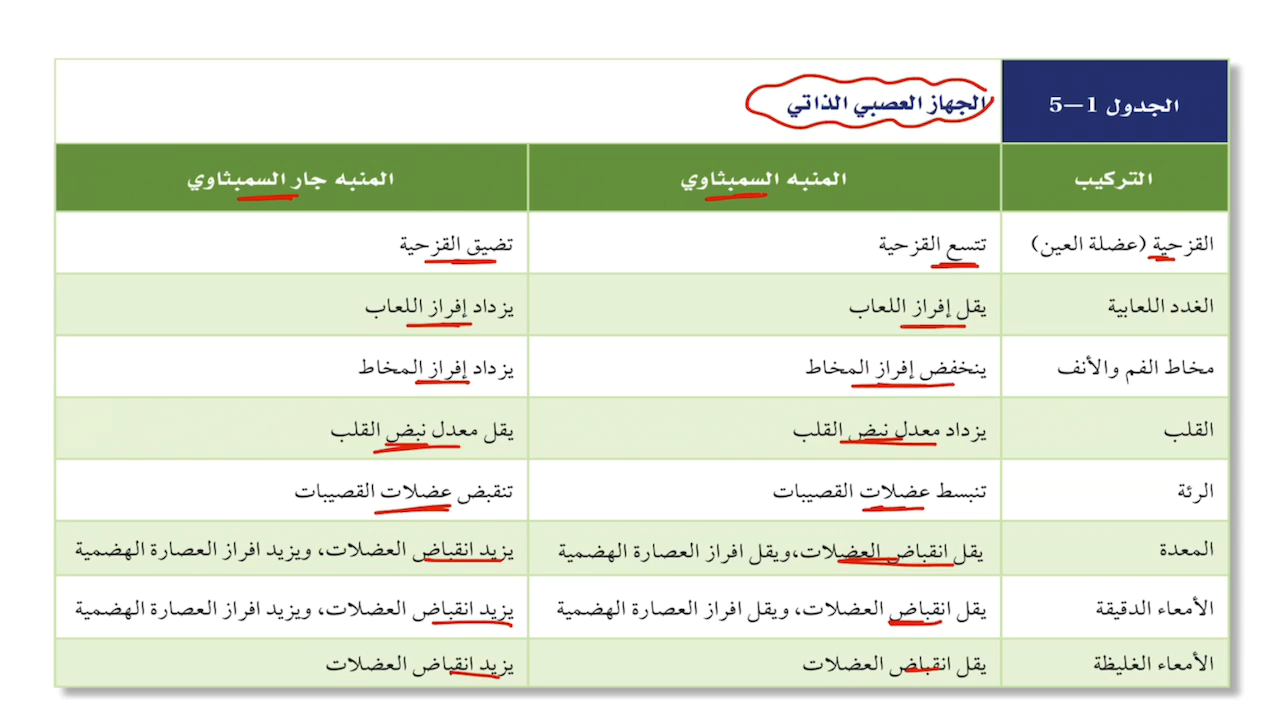 الجدول 1–5
الجهاز العصبي الذاتي
التركيب
المنبه السمبثاوي
المنبه جار السمبثاوي
القزحية (عضلة العين)
تتسع القزحية
تضيق القزحية
الغدد اللعابية
يقل إفراز اللعاب
يزداد إفراز اللعاب
مخاط الفم والأنف
ينخفض إفراز المخاط
يزداد إفراز المخاط
القلب
يزداد معدل نبض القلب
يقل معدل نبض القلب
الرئة
تنبسط عضلات القصيبات
تنقبض عضلات القصيبات
المعدة
يقل انقباض العضلات،ويقل افراز العصارة الهضمية
يزيد انقباض العضلات، ويزيد افراز العصارة الهضمية
الأمعاء الدقيقة
يقل انقباض العضلات، ويقل افراز العصارة الهضمية
يزيد انقباض العضلات، ويزيد افراز العصارة الهضمية
الأمعاء الغليظة
يقل انقباض العضلات
يزيد انقباض العضلات